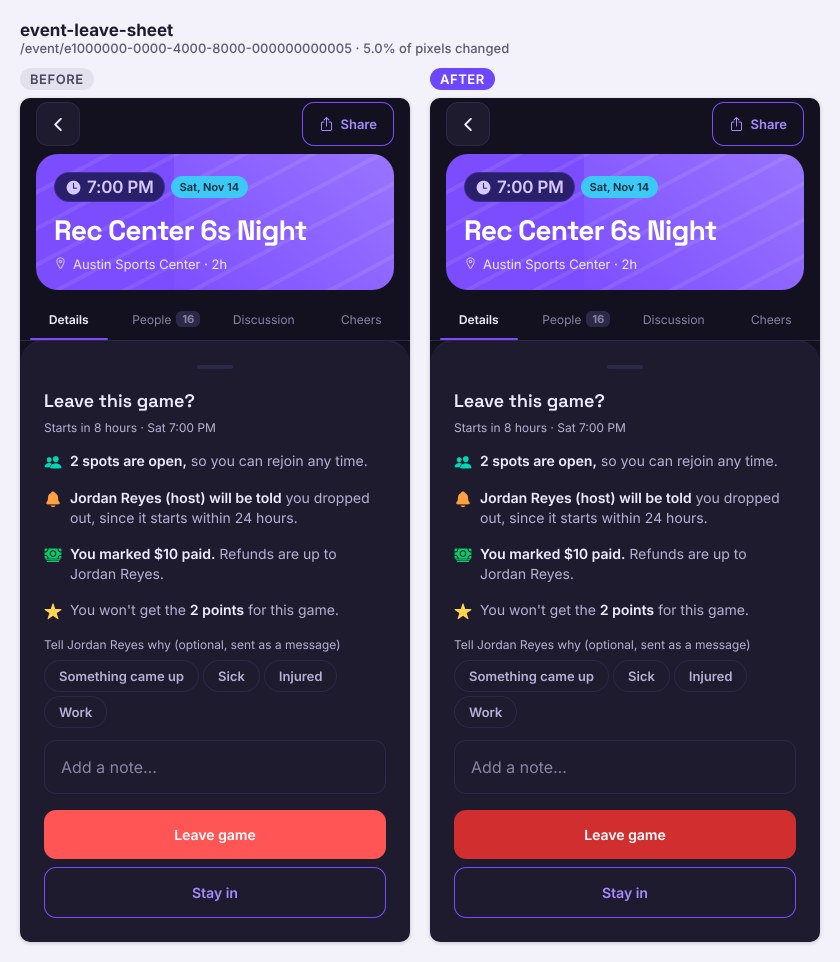 event-leave-sheet
/event/e1000000-0000-4000-8000-000000000005 · 5.0% of pixels changed
BEFORE
Share
7:00 PM
Sat, Nov 14
Rec Center 6s Night
Austin Sports Center · 2h
Details
People 16
Discussion
Cheers
Leave this game?
Starts in 8 hours · Sat 7:00 PM
2 spots are open, so you can rejoin any time.
Jordan Reyes (host) will be told you dropped
out, since it starts within 24 hours.
You marked $10 paid. Refunds are up to
Jordan Reyes.
You won't get the 2 points for this game.
Tell Jordan Reyes why (optional, sent as a message)
Something came up
Sick
Injured
Work
Add a note...
Leave game
Stay in
AFTER
Share
7:00 PM
Sat, Nov 14
Rec Center 6s Night
Austin Sports Center · 2h
Details
People 16
Discussion
Cheers
Leave this game?
Starts in 8 hours · Sat 7:00 PM
2 spots are open, so you can rejoin any time.
Jordan Reyes (host) will be told you dropped
out, since it starts within 24 hours.
You marked $10 paid. Refunds are up to
Jordan Reyes.
You won't get the 2 points for this game.
Tell Jordan Reyes why (optional, sent as a message)
Something came up
Sick
Injured
Work
Add a note...
Leave game
Stay in